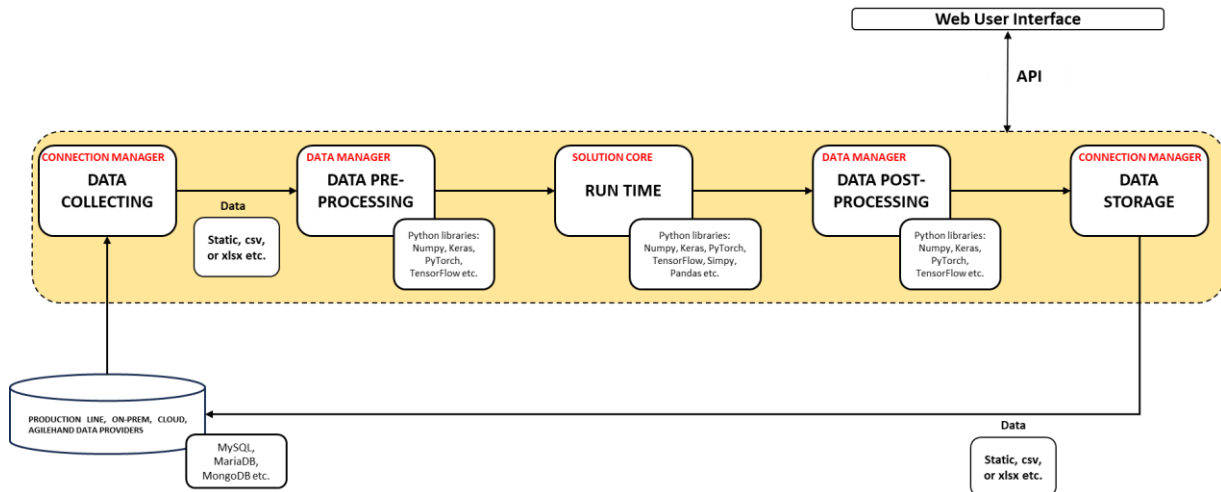 Web User Interface
API
CONNECTION MANAGER
DATA
COLLECTING
Data
Static, csv,
or xlsx etc.
DATA MANAGER
DATA PRE-
PROCESSING
Python libraries:
Numpy, Keras,
PyTorch,
TensorFlow etc.
SOLUTION CORE
RUN TIME
Python libraries:
Numpy, Keras, PyTorch,
TensorFlow, Simpy,
Pandas etc.
DATA MANAGER
DATA POST-
PROCESSING
Python libraries:
Numpy, Keras,
PyTorch,
TensorFlow etc.
CONNECTION MANAGER
DATA
STORAGE
PRODUCTION LINE, ON-PREM, CLOUD,
AGILEHAND DATA PROVIDERS
MySQL,
MariaDB,
MongoDB etc.
Data
Static, csv,
or xlsx etc.